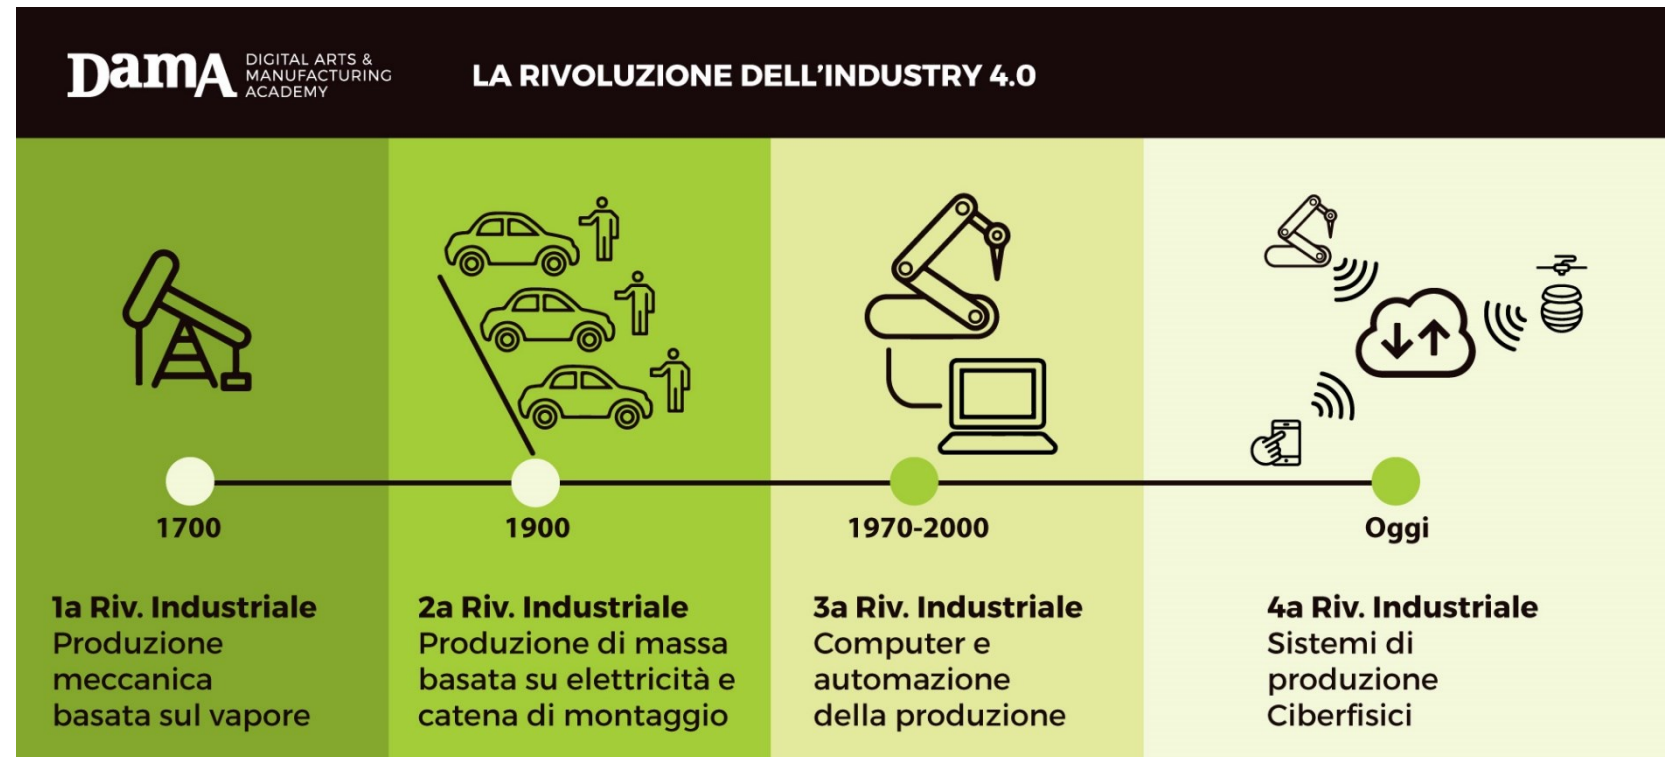 DamA
DIGITAL ARTS &
MANUFACTURING
ACADEMY
LA RIVOLUZIONE DELL'INDUSTRY 4.0
1700
1a Riv. Industriale
Produzione
meccanica
basata sul vapore
1900
2a Riv. Industriale
Produzione di massa
basata su elettricità e
catena di montaggio
1970-2000
3a Riv. Industriale
Computer e
automazione
della produzione
Oggi
4a Riv. Industriale
Sistemi di
produzione
Ciberfisici